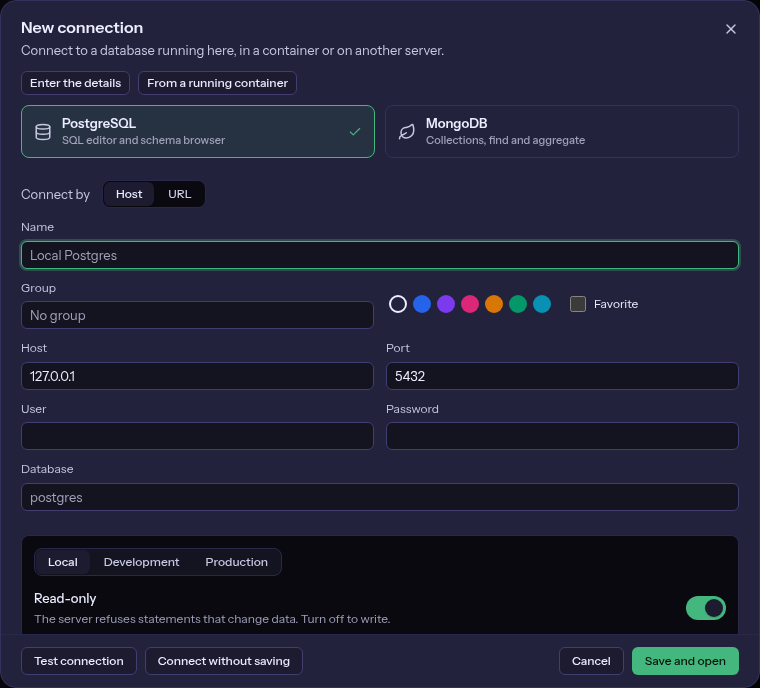 New connection
Connect to a database running here, in a container or on another server.
Enter the details
From a running container
PostgreSQL
SQL editor and schema browser
MongoDB
Collections, find and aggregate
Connect by
Host
URL
Name
Local Postgres
Group
No group
Favorite
Host
Port
127.0.0.1
5432
User
Password
Database
postgres
Local
Development
Production
Read-only
The server refuses statements that change data. Turn off to write.
Test connection
Connect without saving
Cancel
Save and open